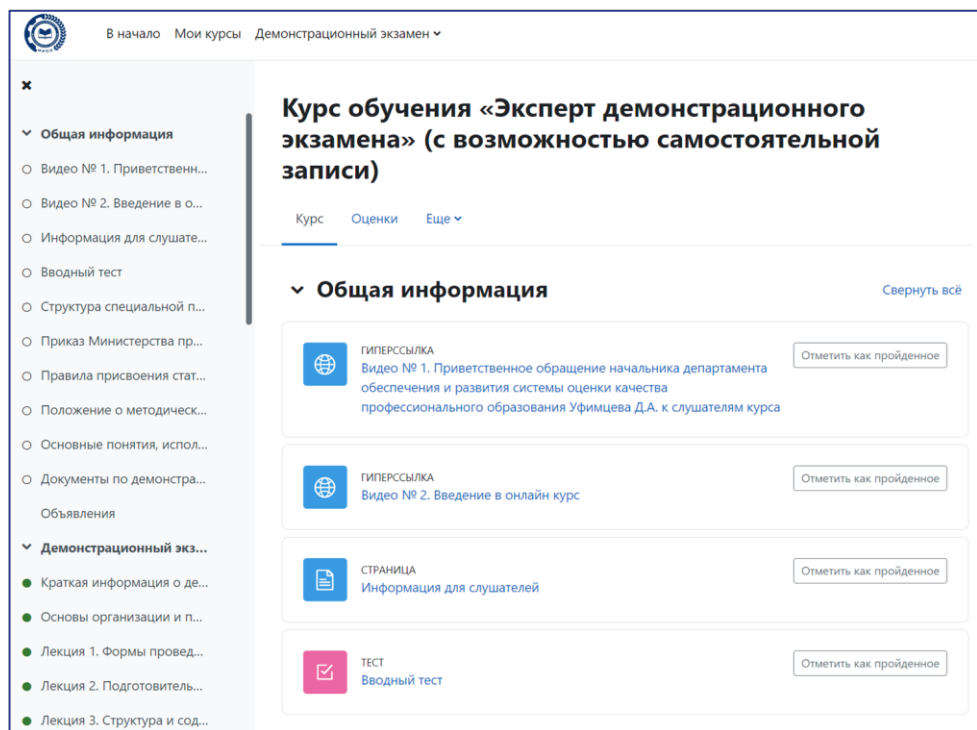 В начало Мои курсы Демонстрационный экзамен
Общая информация
Видео № 1. Приветственн...
Видео № 2. Введение в о...
Информация для слушате...
Вводный тест
Структура специальной п...
Приказ Министерства пр...
Правила присвоения стат...
Положение о методическ...
Основные понятия, испол...
Документы по демонстра...
Объявления
Демонстрационный экз...
Краткая информация о де...
Основы организации и п...
Лекция 1. Формы провед...
Лекция 2. Подготовитель...
Лекция 3. Структура и сод...
Курс обучения «Эксперт демонстрационного
экзамена» (с возможностью самостоятельной
записи)
Курс Оценки Еще
Общая информация
Свернуть всё
ГИПЕРССЫЛКА
Видео № 1. Приветственное обращение начальника департамента
обеспечения и развития системы оценки качества
профессионального образования Уфимцева Д.А. к слушателям курса
Отметить как пройденное
ГИПЕРССЫЛКА
Видео № 2. Введение в онлайн курс
Отметить как пройденное
СТРАНИЦА
Информация для слушателей
Отметить как пройденное
ТЕСТ
Вводный тест
Отметить как пройденное